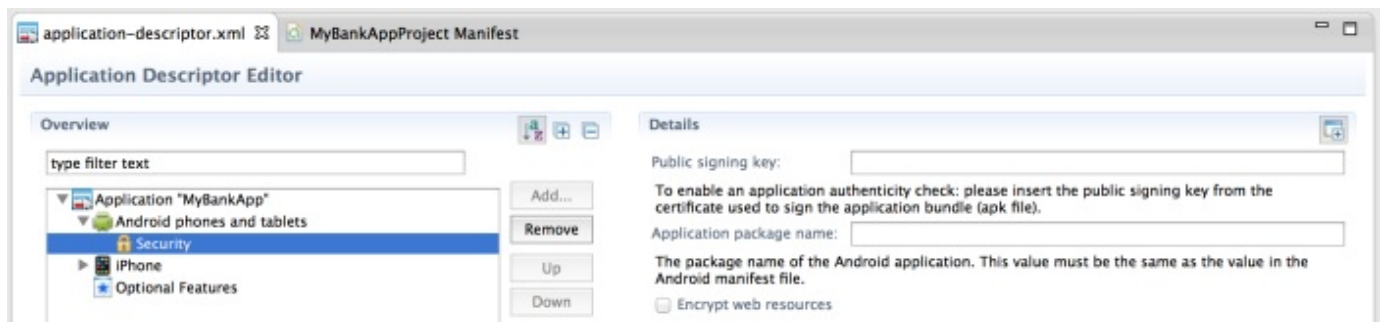 application-descriptor.xml MyBankAppProject Manifest
Application Descriptor Editor
Overview
type filter text
Application "MyBankApp"
Android phones and tablets
Security
iPhone
Optional Features
Add...
Remove
Up
Down
Details
Public signing key:
To enable an application authenticity check: please insert the public signing key from the
certificate used to sign the application bundle (apk file).
Application package name:
The package name of the Android application. This value must be the same as the value in the
Android manifest file.
Encrypt web resources